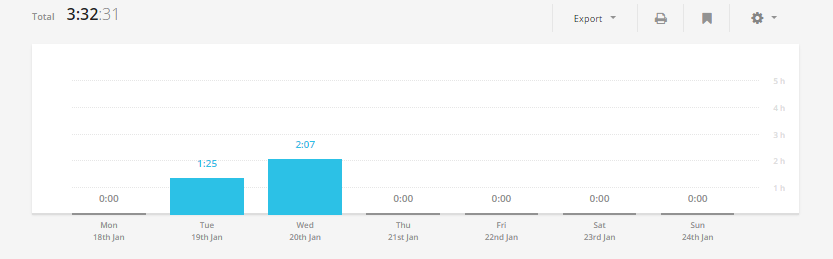 Total 3:32:31 Export
5 h
4 h
3 h
2 h
1 h
0:00 1:25 2:07 0:00 0:00 0:00 0:00
Mon Tue Wed Thu Fri Sat Sun
18th Jan 19th Jan 20th Jan 21st Jan 22nd Jan 23rd Jan 24th Jan